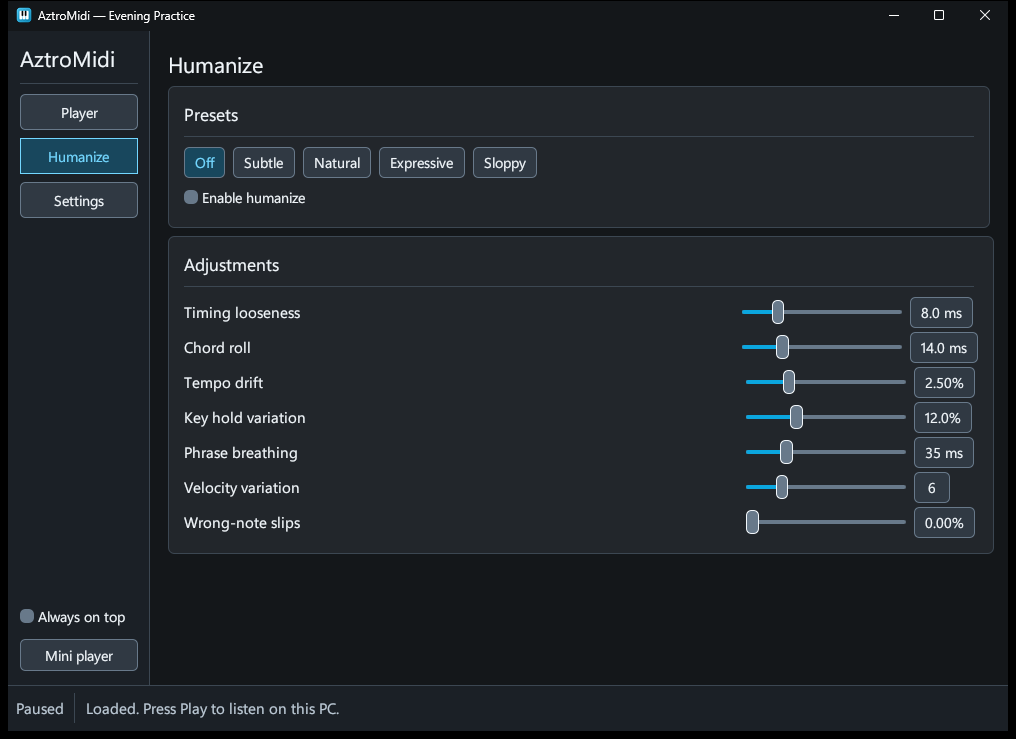 AztroMidi — Evening Practice
AztroMidi
Player
Humanize
Settings
Always on top
Mini player
Humanize
Presets
Off Subtle Natural Expressive Sloppy
Enable humanize
Adjustments
Timing looseness 8.0 ms
Chord roll 14.0 ms
Tempo drift 2.50%
Key hold variation 12.0%
Phrase breathing 35 ms
Velocity variation 6
Wrong-note slips 0.00%
Paused Loaded. Press Play to listen on this PC.